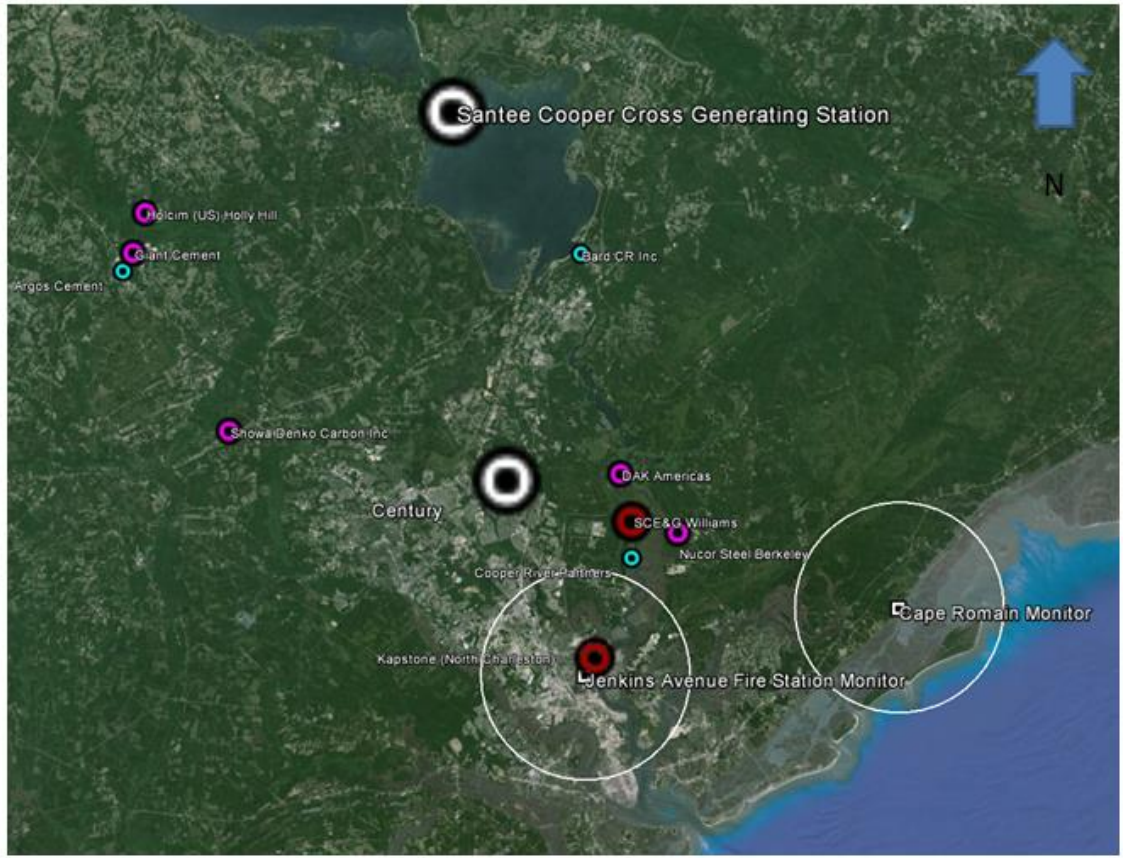 Santee Cooper Cross Generating Station
N
Holcim (US) Holly Hill
Giant Cement
Bard CR Inc
Argos Cement
Showa Denko Carbon Inc
DAK Americas
Century
SCE&G Williams
Nucor Steel Berkeley
Cooper River Partners
Cape Romain Monitor
Kapstone (North Charleston)
Jenkins Avenue Fire Station Monitor